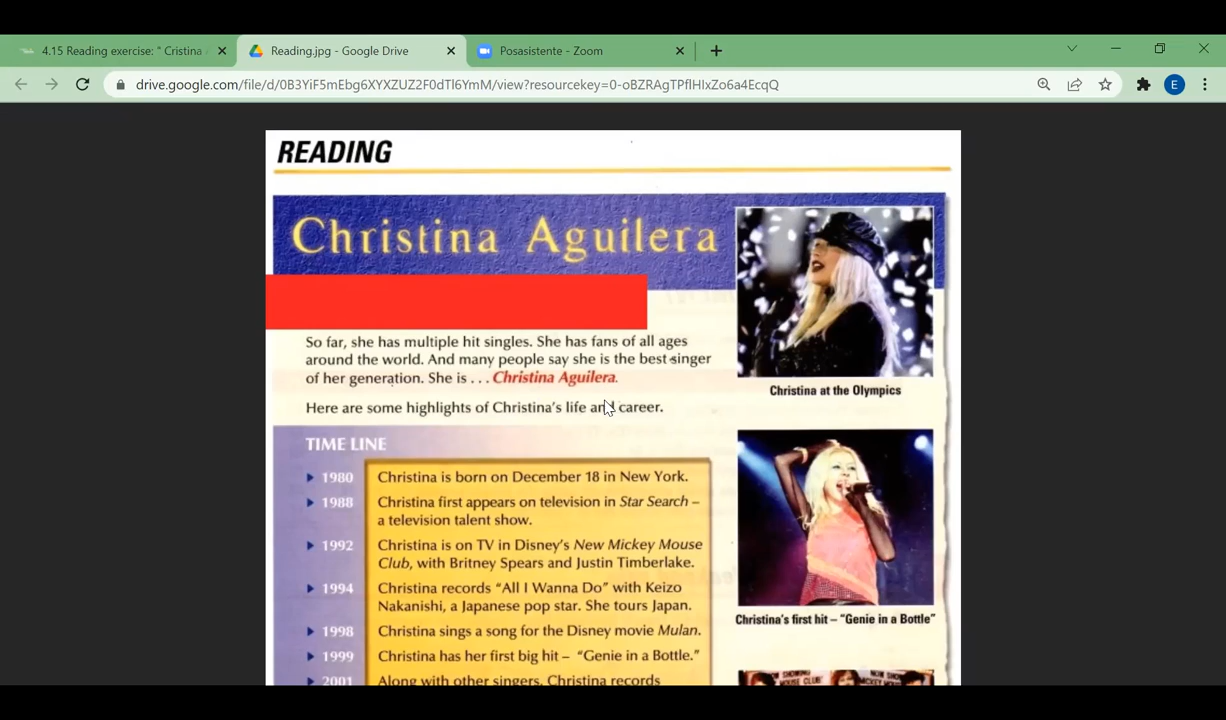 4.15 Reading exercise: " Cristina
Reading.jpg - Google Drive
Posasistente - Zoom
drive.google.com/file/d/0B3YiF5mEbg6XYXZUZ2F0dTl6YmM/view?resourcekey=0-oBZRAgTPflHIxZo6a4EcqQ
E
READING
Christina Aguilera
So far, she has multiple hit singles. She has fans of all ages
around the world. And many people say she is the best singer
of her generation. She is . . . Christina Aguilera.
Christina at the Olympics
Here are some highlights of Christina's life and career.
TIME LINE
1980 Christina is born on December 18 in New York.
1988 Christina first appears on television in Star Search –
a television talent show.
1992 Christina is on TV in Disney's New Mickey Mouse
Club, with Britney Spears and Justin Timberlake.
1994 Christina records "All I Wanna Do" with Keizo
Nakanishi, a Japanese pop star. She tours Japan.
Christina's first hit – "Genie in a Bottle"
1998 Christina sings a song for the Disney movie Mulan.
1999 Christina has her first big hit – "Genie in a Bottle."
2001 Along with other singers, Christina records